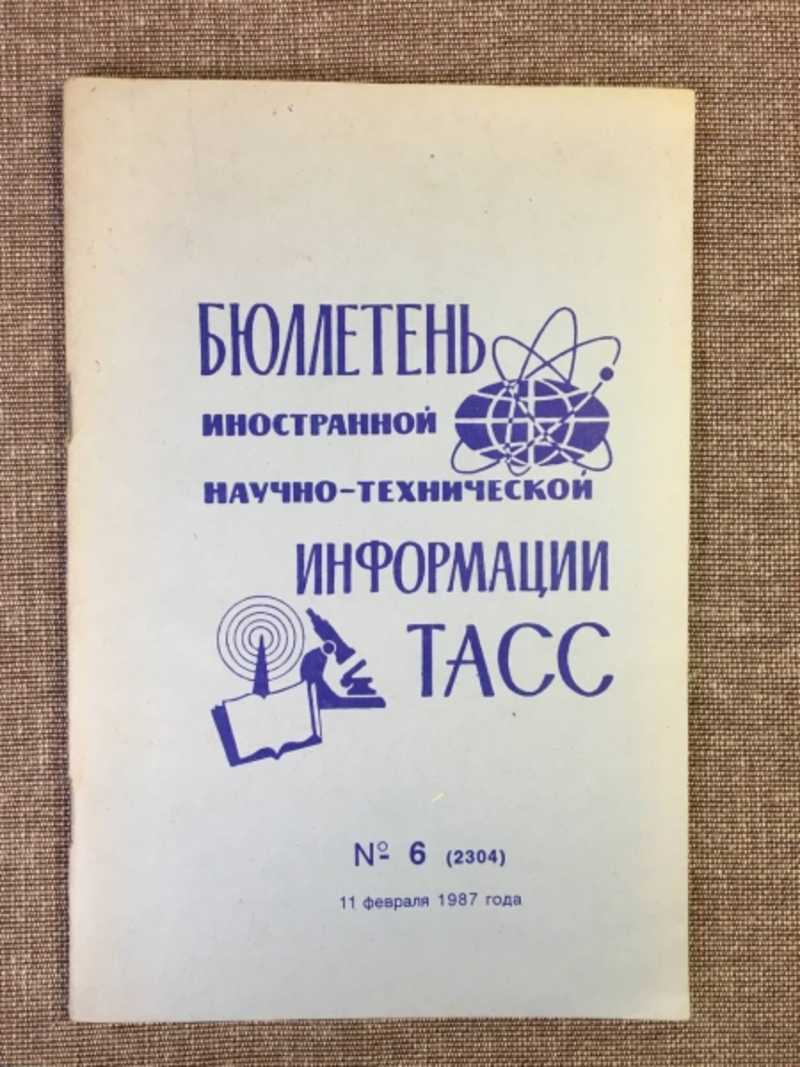 БЮЛЛЕТЕНЬ
ИНОСТРАННОЙ
НАУЧНО-ТЕХНИЧЕСКОЙ
ИНФОРМАЦИИ
ТАСС
№ 6 (2304)
11 февраля 1987 года